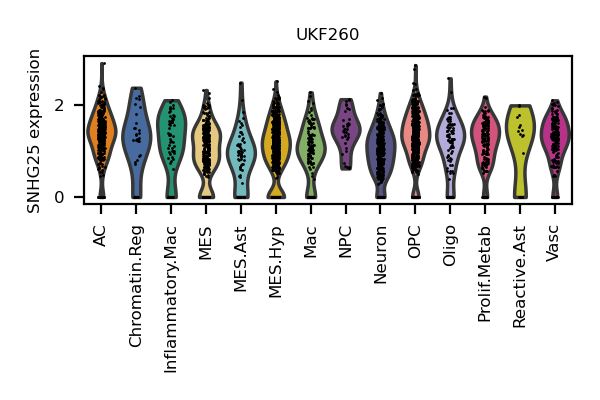 UKF260
SNHG25 expression
2
0
AC
Chromatin.Reg
Inflammatory.Mac
MES
MES.Ast
MES.Hyp
Mac
NPC
Neuron
OPC
Oligo
Prolif.Metab
Reactive.Ast
Vasc